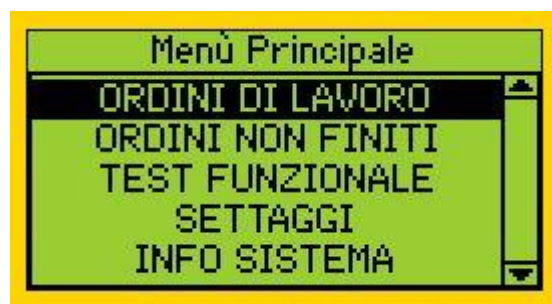 Menù Principale
ORDINI DI LAVORO
ORDINI NON FINITI
TEST FUNZIONALE
SETTAGGI
INFO SISTEMA